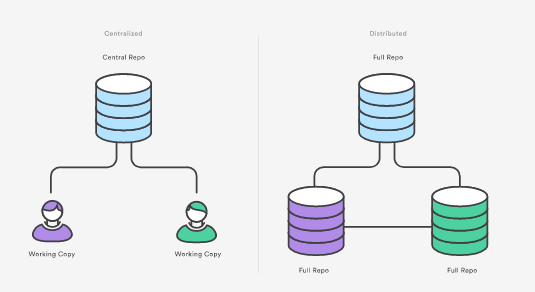 Centralized
Central Repo
Working Copy
Working Copy
Distributed
Full Repo
Full Repo
Full Repo